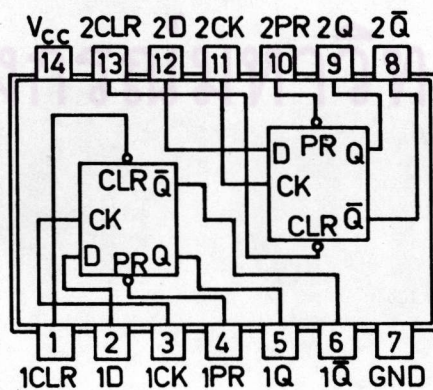 Vcc 2CLR 2D 2CK 2PR 2Q 2Q̅
14 13 12 11 10 9 8
D PR Q
CK
CLR Q̅
CLR Q̅
CK
D PR Q
1 2 3 4 5 6 7
1CLR 1D 1CK 1PR 1Q 1Q̅ GND